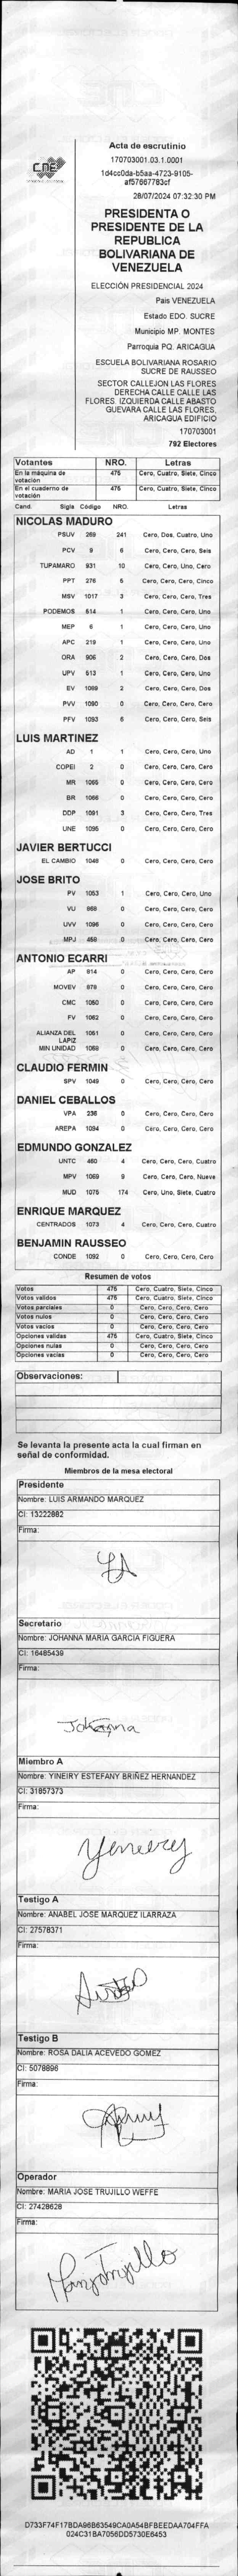 CNE
Acta de escrutinio
170703001.03.1.0001
1d4cc0da-b5aa-4723-9105-
af57667783cf
28/07/2024 07:32:30 PM
PRESIDENTA O
PRESIDENTE DE LA
REPUBLICA
BOLIVARIANA DE
VENEZUELA
ELECCIÓN PRESIDENCIAL 2024
Pais VENEZUELA
Estado EDO. SUCRE
Municipio MP. MONTES
Parroquia PQ. ARICAGUA
ESCUELA BOLIVARIANA ROSARIO
SUCRE DE RAUSSEO
SECTOR CALLEJON LAS FLORES
DERECHA CALLE CALLE LAS
FLORES. IZQUIERDA CALLE ABASTO
GUEVARA CALLE LAS FLORES,
ARICAGUA EDIFICIO
170703001
792 Electores
Votantes NRO. Letras
En la máquina de votación 475 Cero, Cuatro, Siete, Cinco
En el cuaderno de votación 475 Cero, Cuatro, Siete, Cinco
Cand. Sigla Código NRO. Letras
NICOLAS MADURO
PSUV 269 241 Cero, Dos, Cuatro, Uno
PCV 9 6 Cero, Cero, Cero, Seis
TUPAMARO 931 10 Cero, Cero, Uno, Cero
PPT 276 5 Cero, Cero, Cero, Cinco
MSV 1017 3 Cero, Cero, Cero, Tres
PODEMOS 514 1 Cero, Cero, Cero, Uno
MEP 6 1 Cero, Cero, Cero, Uno
APC 219 1 Cero, Cero, Cero, Uno
ORA 906 2 Cero, Cero, Cero, Dos
UPV 513 1 Cero, Cero, Cero, Uno
EV 1089 2 Cero, Cero, Cero, Dos
PVV 1090 0 Cero, Cero, Cero, Cero
PFV 1093 6 Cero, Cero, Cero, Seis
LUIS MARTINEZ
AD 1 1 Cero, Cero, Cero, Uno
COPEI 2 0 Cero, Cero, Cero, Cero
MR 1065 0 Cero, Cero, Cero, Cero
BR 1066 0 Cero, Cero, Cero, Cero
DDP 1091 3 Cero, Cero, Cero, Tres
UNE 1095 0 Cero, Cero, Cero, Cero
JAVIER BERTUCCI
EL CAMBIO 1048 0 Cero, Cero, Cero, Cero
JOSE BRITO
PV 1053 1 Cero, Cero, Cero, Uno
VU 868 0 Cero, Cero, Cero, Cero
UVV 1096 0 Cero, Cero, Cero, Cero
MPJ 459 0 Cero, Cero, Cero, Cero
ANTONIO ECARRI
AP 814 0 Cero, Cero, Cero, Cero
MOVEV 878 0 Cero, Cero, Cero, Cero
CMC 1050 0 Cero, Cero, Cero, Cero
FV 1062 0 Cero, Cero, Cero, Cero
ALIANZA DEL LAPIZ 1051 0 Cero, Cero, Cero, Cero
MIN UNIDAD 1069 0 Cero, Cero, Cero, Cero
CLAUDIO FERMIN
SPV 1049 0 Cero, Cero, Cero, Cero
DANIEL CEBALLOS
VPA 236 0 Cero, Cero, Cero, Cero
AREPA 1094 0 Cero, Cero, Cero, Cero
EDMUNDO GONZALEZ
UNTC 460 4 Cero, Cero, Cero, Cuatro
MPV 1069 9 Cero, Cero, Cero, Nueve
MUD 1075 174 Cero, Uno, Siete, Cuatro
ENRIQUE MARQUEZ
CENTRADOS 1073 4 Cero, Cero, Cero, Cuatro
BENJAMIN RAUSSEO
CONDE 1092 0 Cero, Cero, Cero, Cero
Resumen de votos
Votos 475 Cero, Cuatro, Siete, Cinco
Votos validos 475 Cero, Cuatro, Siete, Cinco
Votos parciales 0 Cero, Cero, Cero, Cero
Votos nulos 0 Cero, Cero, Cero, Cero
Votos vacios 0 Cero, Cero, Cero, Cero
Opciones validas 475 Cero, Cuatro, Siete, Cinco
Opciones nulas 0 Cero, Cero, Cero, Cero
Opciones vacias 0 Cero, Cero, Cero, Cero
Observaciones:
Se levanta la presente acta la cual firman en
señal de conformidad.
Miembros de la mesa electoral
Presidente
Nombre: LUIS ARMANDO MARQUEZ
CI: 13222882
Firma:
Secretario
Nombre: JOHANNA MARIA GARCIA FIGUERA
CI: 16485439
Firma:
Johanna
Miembro A
Nombre: YINEIRY ESTEFANY BRIÑEZ HERNANDEZ
CI: 31857373
Firma:
Testigo A
Nombre: ANABEL JOSE MARQUEZ ILARRAZA
CI: 27578371
Firma:
Testigo B
Nombre: ROSA DALIA ACEVEDO GOMEZ
CI: 5078896
Firma:
Operador
Nombre: MARIA JOSE TRUJILLO WEFFE
CI: 27428628
Firma:
D733F74F17BDA96B63549CA0A54BFBEEDAA704FFA
024C31BA7056DD5730E6453